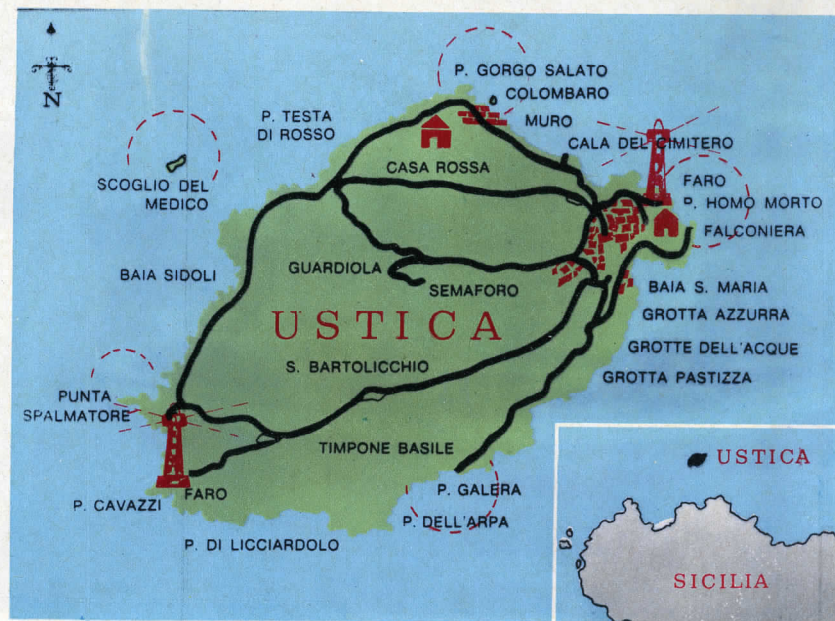 P. GORGO SALATO
COLOMBARO
P. TESTA
DI ROSSO
MURO
CALA DEL CIMITERO
N
CASA ROSSA
SCOGLIO DEL
MEDICO
FARO
P. HOMO MORTO
FALCONIERA
BAIA SIDOLI
GUARDIOLA
SEMAFORO
BAIA S. MARIA
GROTTA AZZURRA
USTICA
GROTTE DELL'ACQUE
S. BARTOLICCHIO
GROTTA PASTIZZA
PUNTA
SPALMATORE
TIMPONE BASILE
USTICA
P. GALERA
FARO
P. CAVAZZI
P. DELL'ARPA
P. DI LICCIARDOLO
SICILIA